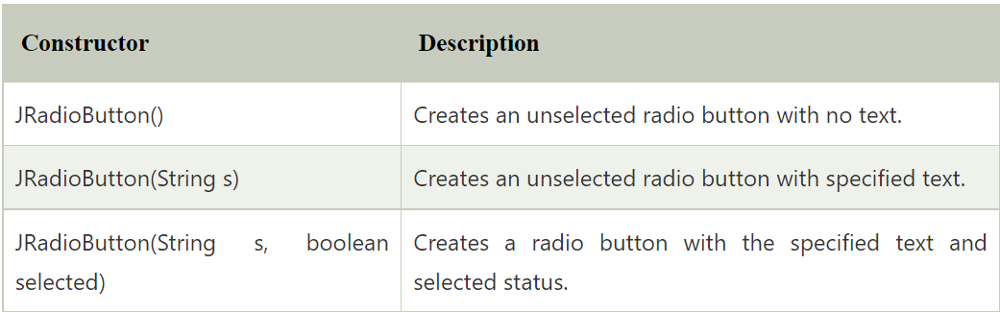 Constructor Description
JRadioButton() Creates an unselected radio button with no text.
JRadioButton(String s) Creates an unselected radio button with specified text.
JRadioButton(String s, boolean Creates a radio button with the specified text and
selected) selected status.